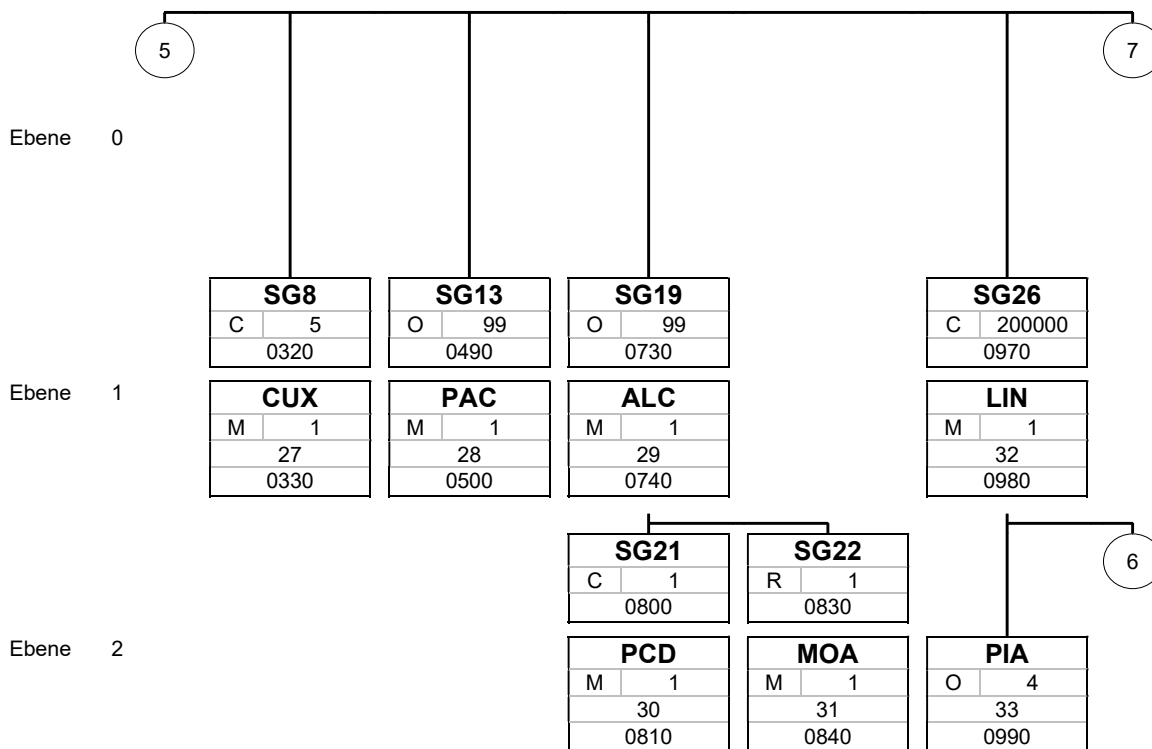 5 7
Ebene 0
SG8 SG13 SG19 SG26
C 5 O 99 O 99 C 200000
0320 0490 0730 0970
Ebene 1
CUX PAC ALC LIN
M 1 M 1 M 1 M 1
27 28 29 32
0330 0500 0740 0980
SG21 SG22 6
C 1 R 1
0800 0830
Ebene 2
PCD MOA PIA
M 1 M 1 O 4
30 31 33
0810 0840 0990